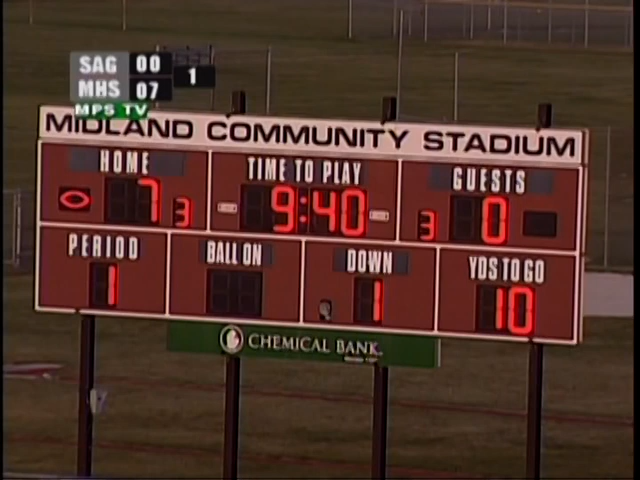 SAG 00 1
MHS 07
MPS TV
MIDLAND COMMUNITY STADIUM
HOME TIME TO PLAY GUESTS
7 3 9:40 3 0
PERIOD BALL ON DOWN YDS TO GO
1 1 10
CHEMICAL BANK